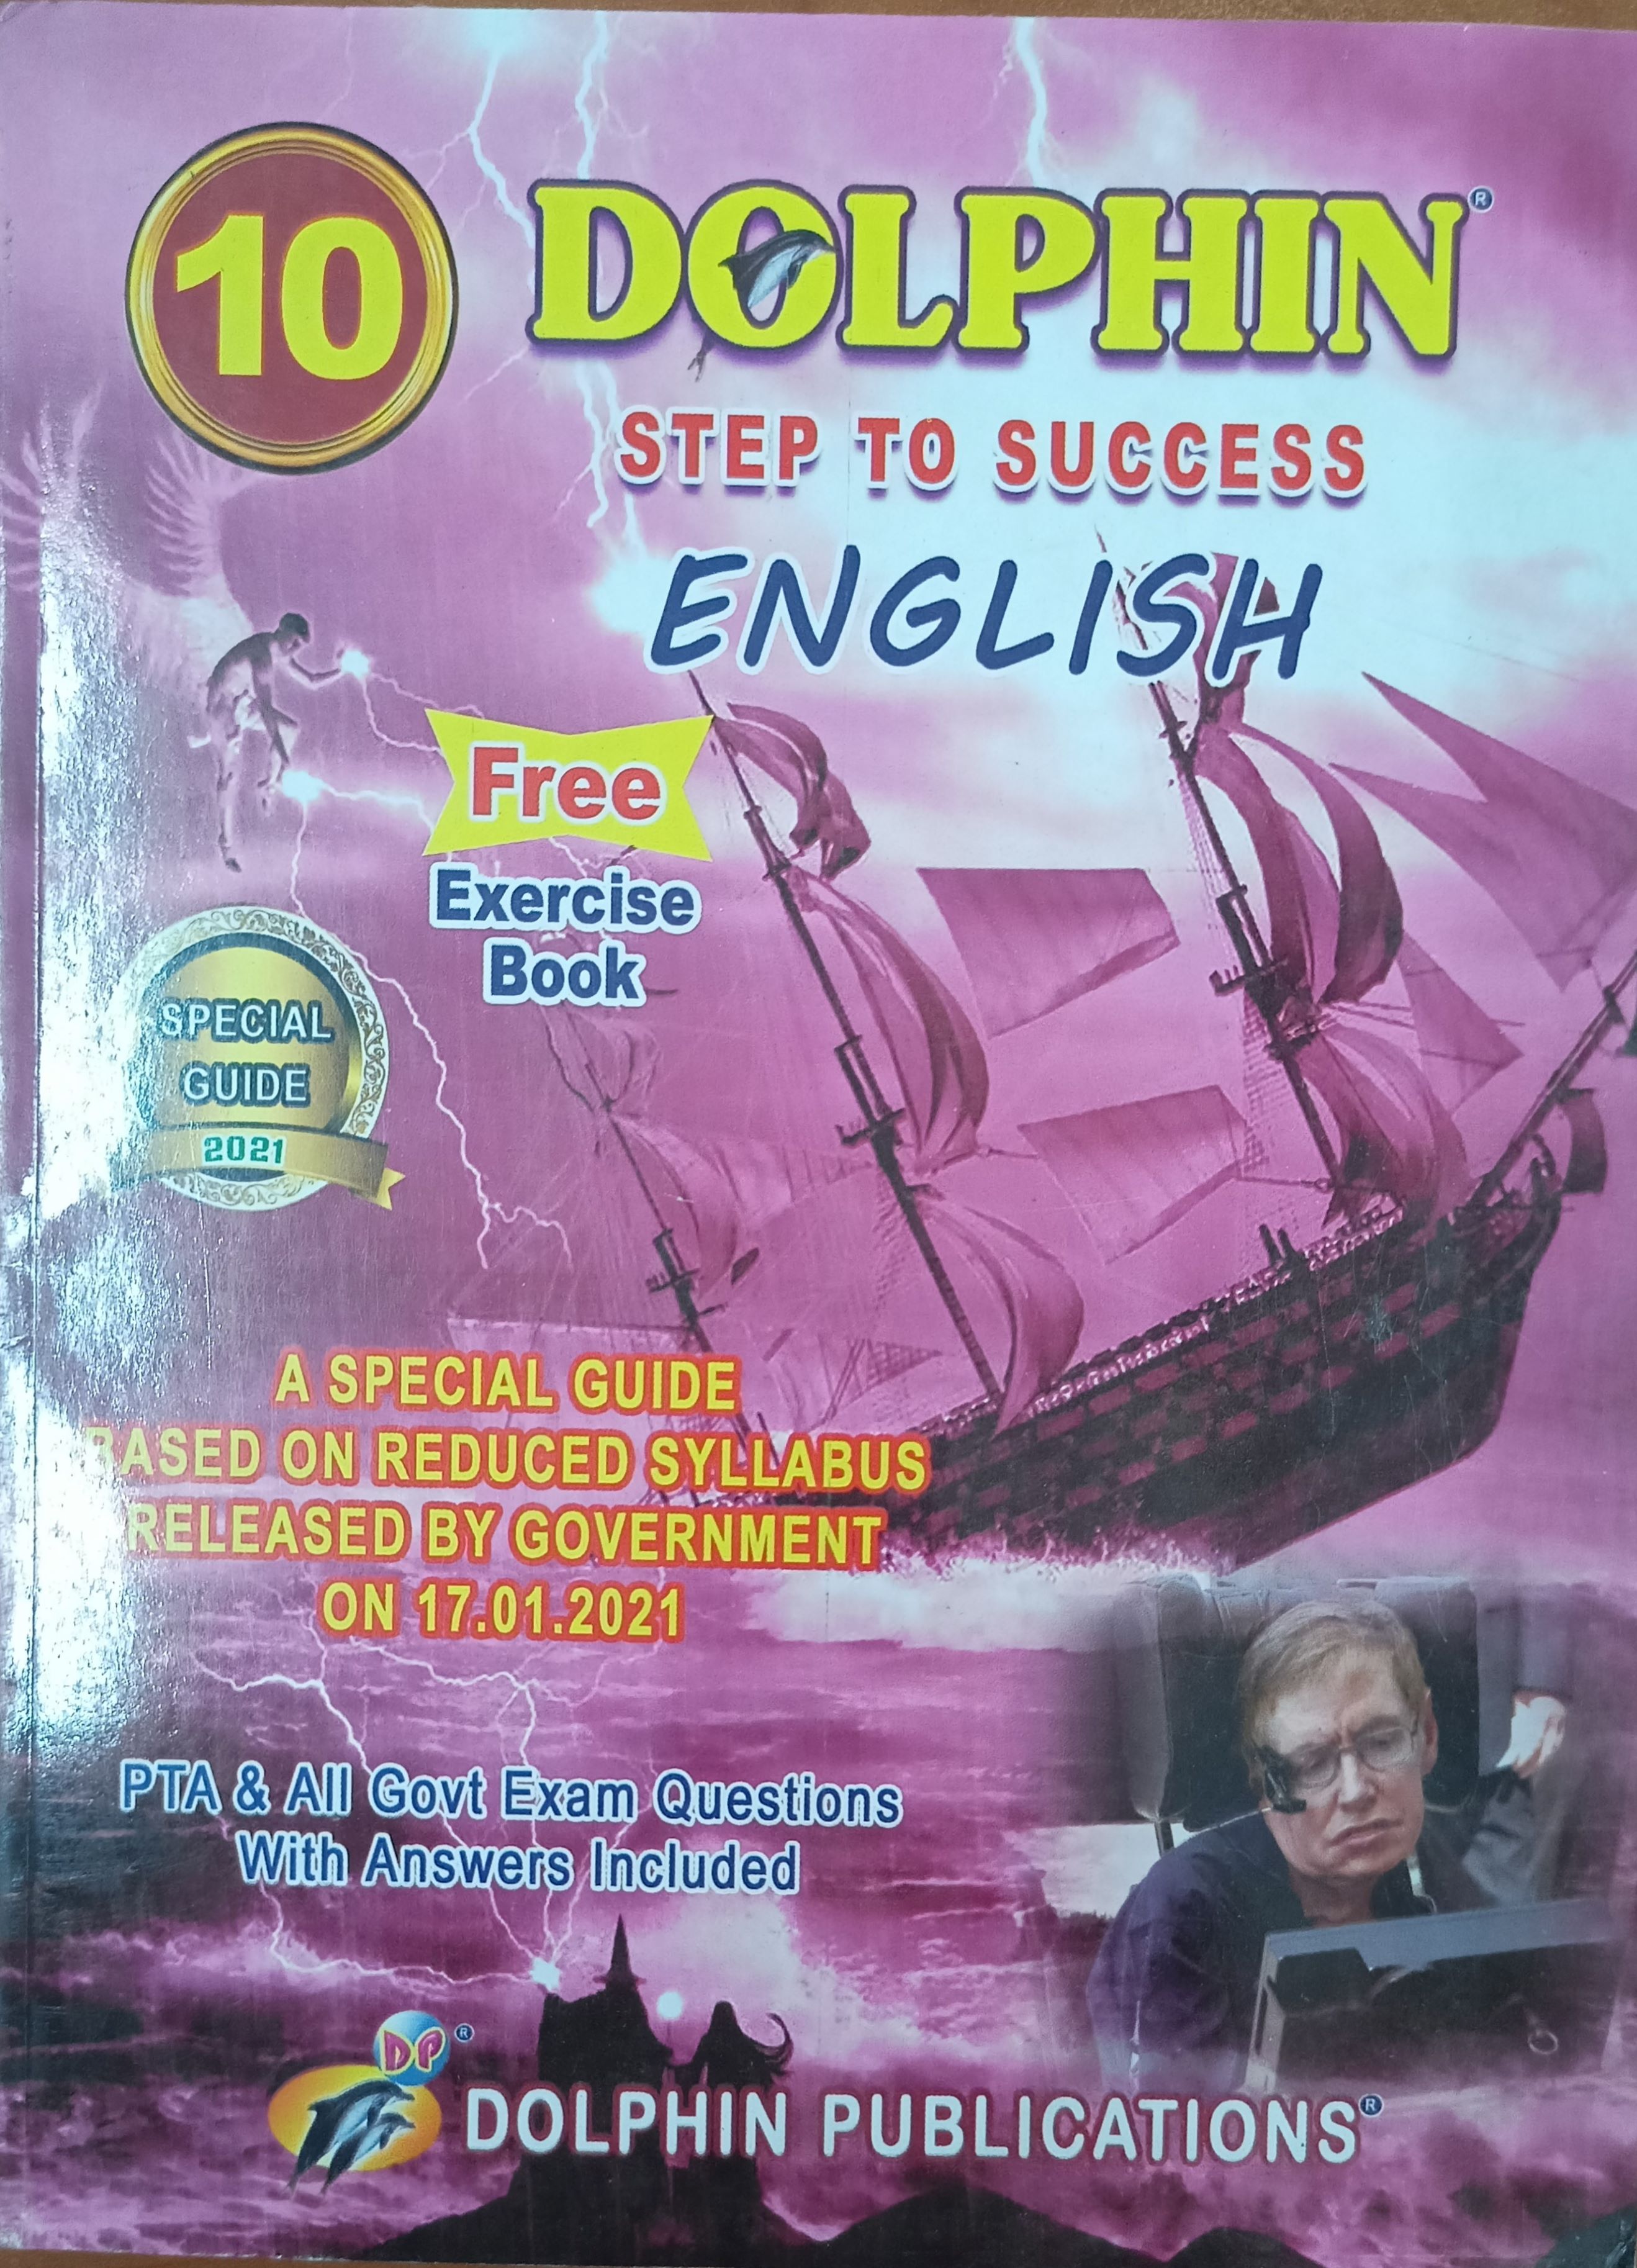 10
DOLPHIN®
STEP TO SUCCESS
ENGLISH
Free
Exercise
Book
SPECIAL
GUIDE
2021
A SPECIAL GUIDE
BASED ON REDUCED SYLLABUS
RELEASED BY GOVERNMENT
ON 17.01.2021
PTA & All Govt Exam Questions
With Answers Included
DP®
DOLPHIN PUBLICATIONS®